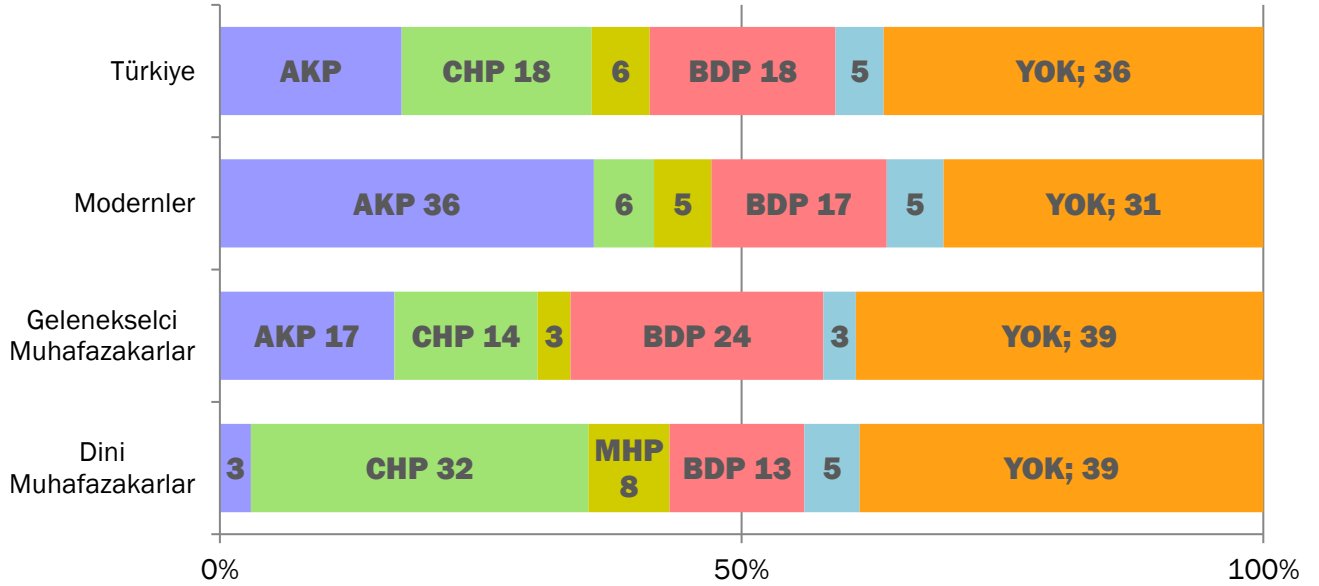 Türkiye
AKP
CHP 18
6
BDP 18
5
YOK; 36
Modernler
AKP 36
6
5
BDP 17
5
YOK; 31
Gelenekselci
Muhafazakarlar
AKP 17
CHP 14
3
BDP 24
3
YOK; 39
Dini
Muhafazakarlar
3
CHP 32
MHP
8
BDP 13
5
YOK; 39
0%
50%
100%